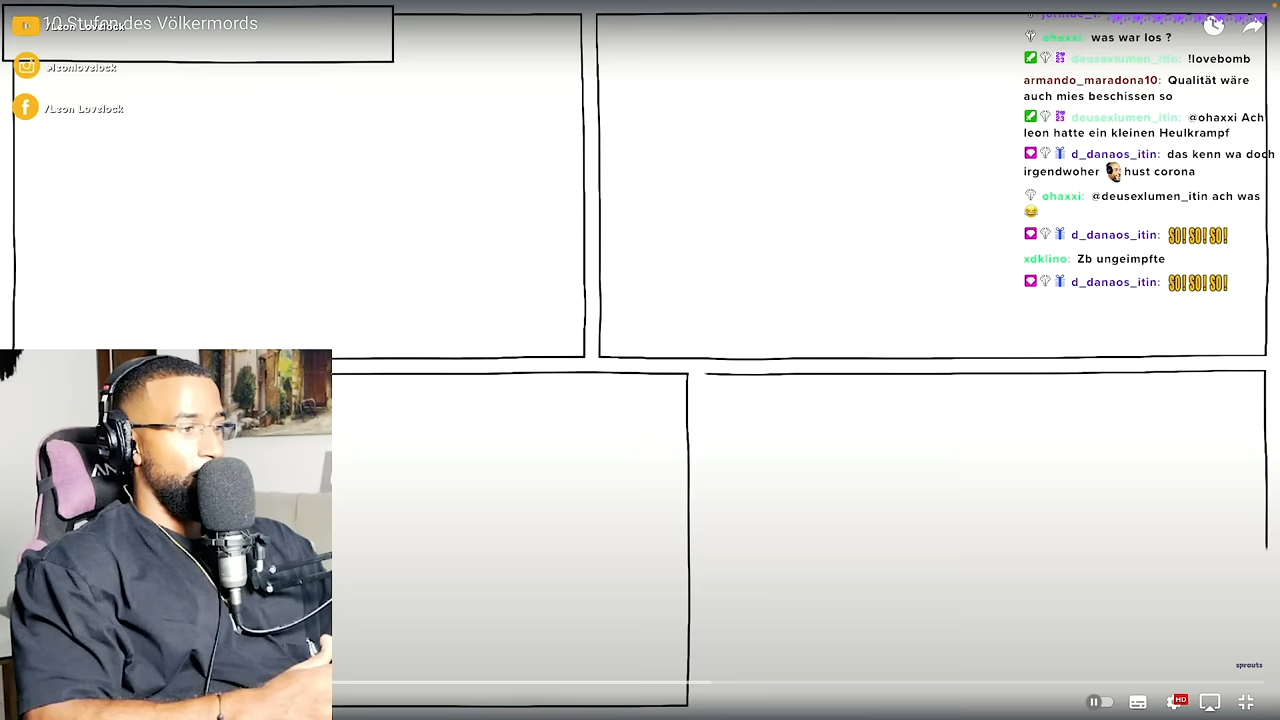 10 Stufen des Völkermords
/Leon Lovelock
#leonlovelock
/Leon Lovelock
ohaxxi: was war los ?
deusexlumen_itin: !lovebomb
armando_maradona10: Qualität wäre
auch mies beschissen so
deusexlumen_itin: @ohaxxi Ach
leon hatte ein kleinen Heulkrampf
d_danaos_itin: das kenn wa doch
irgendwoher hust corona
ohaxxi: @deusexlumen_itin ach was
d_danaos_itin: SO! SO! SO!
xdklino: Zb ungeimpfte
d_danaos_itin: SO! SO! SO!
sprouts
HD